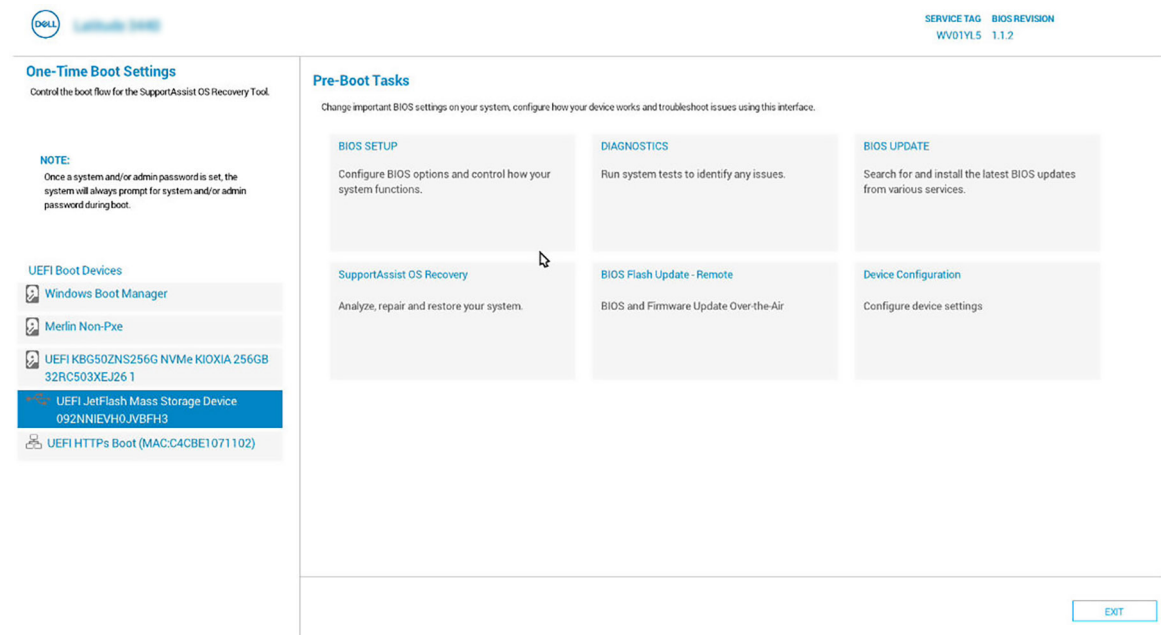 DELL
SERVICE TAG BIOS REVISION
WV01YL5 1.1.2
One-Time Boot Settings
Control the boot flow for the SupportAssist OS Recovery Tool.
NOTE:
Once a system and/or admin password is set, the
system will always prompt for system and/or admin
password during boot.
UEFI Boot Devices
Windows Boot Manager
Merlin Non-Pxe
UEFI KBG50ZNS256G NVMe KIOXIA 256GB
32RC503XEJ26 1
UEFI JetFlash Mass Storage Device
092NNIEVH0JVBFH3
UEFI HTTPs Boot (MAC:C4CBE1071102)
Pre-Boot Tasks
Change important BIOS settings on your system, configure how your device works and troubleshoot issues using this interface.
BIOS SETUP
Configure BIOS options and control how your
system functions.
DIAGNOSTICS
Run system tests to identify any issues.
BIOS UPDATE
Search for and install the latest BIOS updates
from various services.
SupportAssist OS Recovery
Analyze, repair and restore your system.
BIOS Flash Update - Remote
BIOS and Firmware Update Over-the-Air
Device Configuration
Configure device settings
EXIT